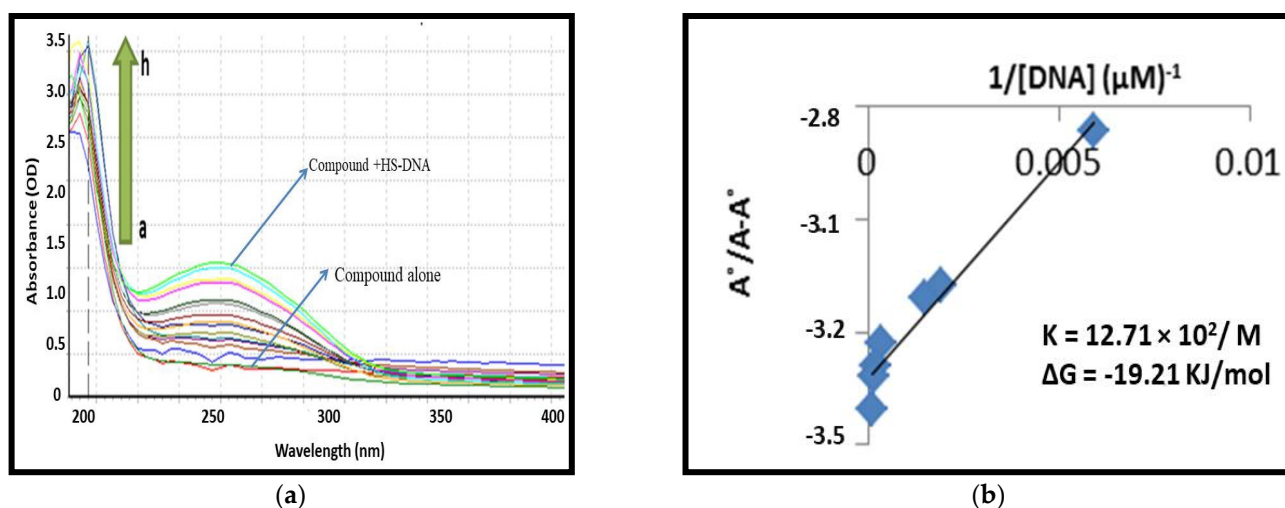 3.5
h
3.0
2.5
Compound +HS-DNA
2.0
a
1.5
Compound alone
1.0
0.5
0
200 250 300 350 400
Absorbance (OD)
Wavelength (nm)
(a)
1/[DNA] (µM)⁻¹
-2.8
0 0.005 0.01
-3.1
-3.2
-3.5
A°/A-A°
K = 12.71 × 10²/ M
ΔG = -19.21 KJ/mol
(b)